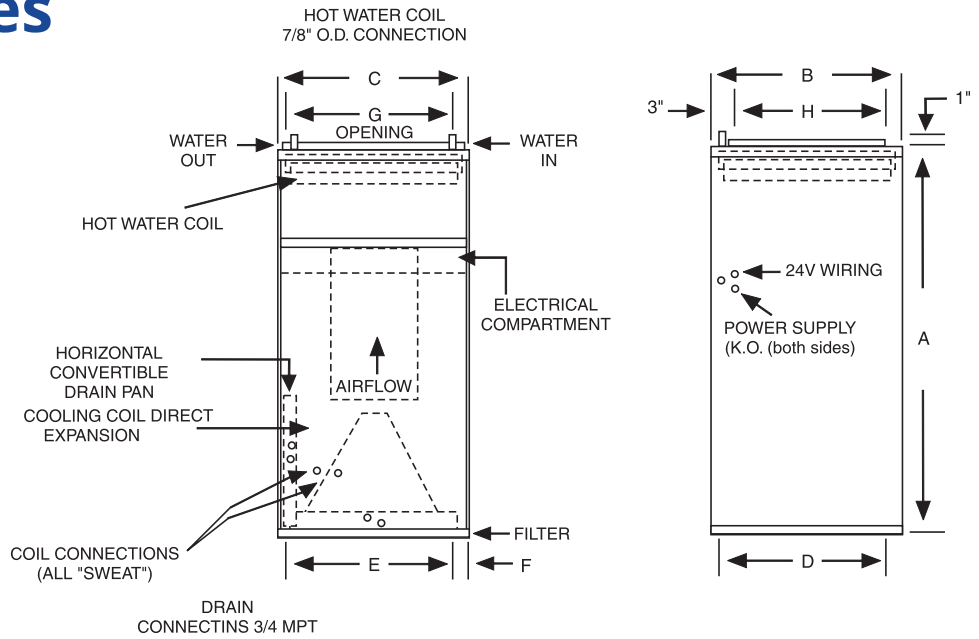 es
HOT WATER COIL
7/8" O.D. CONNECTION
C
G
OPENING
WATER
OUT
WATER
IN
HOT WATER COIL
ELECTRICAL
COMPARTMENT
HORIZONTAL
CONVERTIBLE
DRAIN PAN
AIRFLOW
COOLING COIL DIRECT
EXPANSION
COIL CONNECTIONS
(ALL "SWEAT")
FILTER
E
F
DRAIN
CONNECTINS 3/4 MPT
B
3"
H
1"
24V WIRING
POWER SUPPLY
(K.O. (both sides)
A
D